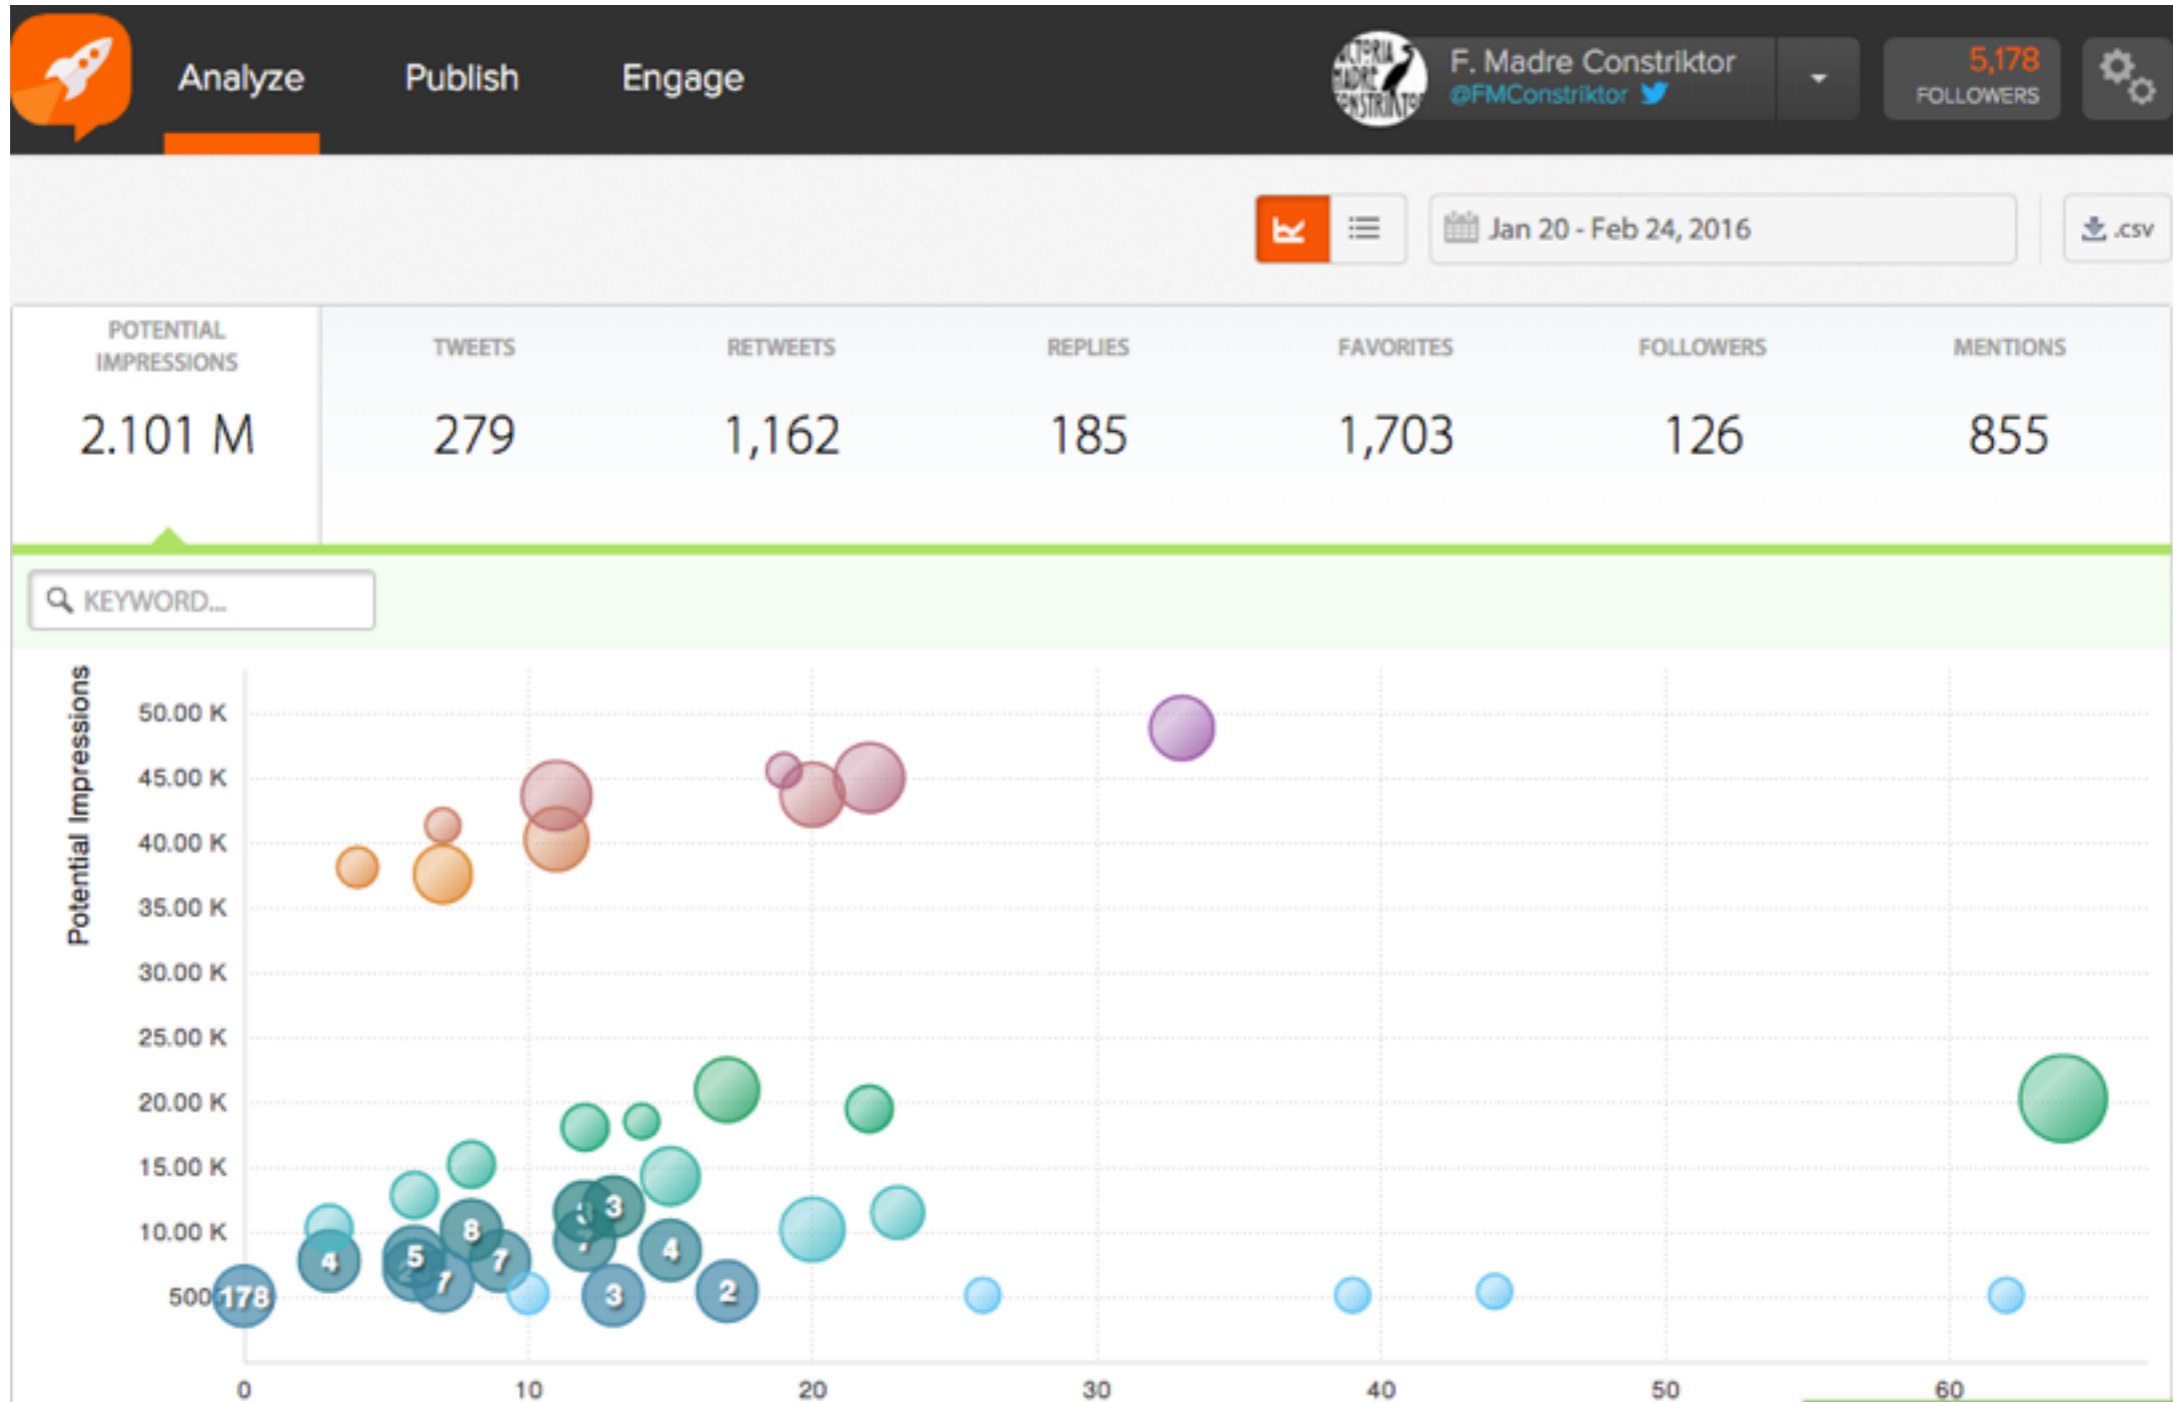 Analyze Publish Engage
F. Madre Constriktor
@FMConstriktor
5,178
FOLLOWERS
Jan 20 - Feb 24, 2016
.csv
POTENTIAL
IMPRESSIONS
2.101 M
TWEETS
279
RETWEETS
1,162
REPLIES
185
FAVORITES
1,703
FOLLOWERS
126
MENTIONS
855
KEYWORD...
Potential Impressions
50.00 K
45.00 K
40.00 K
35.00 K
30.00 K
25.00 K
20.00 K
15.00 K
10.00 K
500
3
8
4
5
7
7
4
7
178
3
2
0 10 20 30 40 50 60